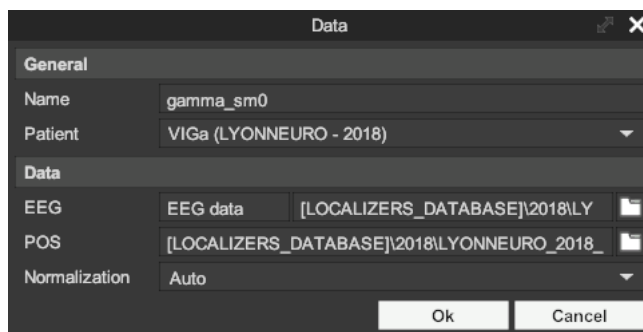 Data
General
Name gamma_sm0
Patient VIGa (LYONNEURO - 2018)
Data
EEG EEG data [LOCALIZERS_DATABASE]\2018\LY
POS [LOCALIZERS_DATABASE]\2018\LYONNEURO_2018_
Normalization Auto
Ok Cancel